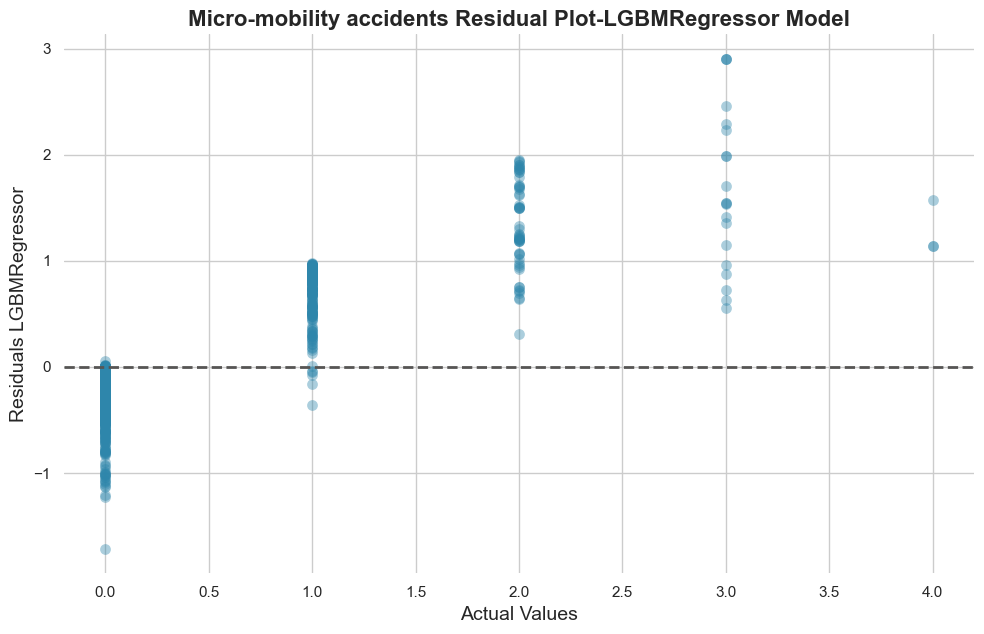 Micro-mobility accidents Residual Plot-LGBMRegressor Model
Residuals LGBMRegressor
3
2
1
0
−1
0.0 0.5 1.0 1.5 2.0 2.5 3.0 3.5 4.0
Actual Values